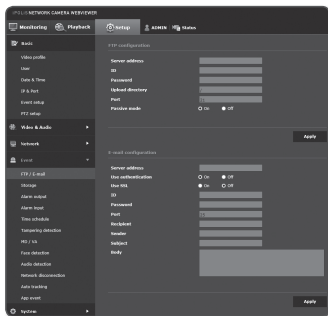 iPOLiS NETWORK CAMERA WEBVIEWER
Monitoring
Playback
Setup
ADMIN
Status
Basic
Video profile
User
Date & Time
IP & Port
Event setup
PTZ setup
Video & Audio
Network
Event
FTP / E-mail
Storage
Alarm output
Alarm input
Time schedule
Tampering detection
MD / VA
Face detection
Audio detection
Network disconnection
Auto tracking
App event
System
FTP configuration
Server address
ID
Password
Upload directory
Port
Passive mode On Off
Apply
E-mail configuration
Server address
Use authentication On Off
Use SSL On Off
ID
Password
Port
Recipient
Sender
Subject
Body
Apply